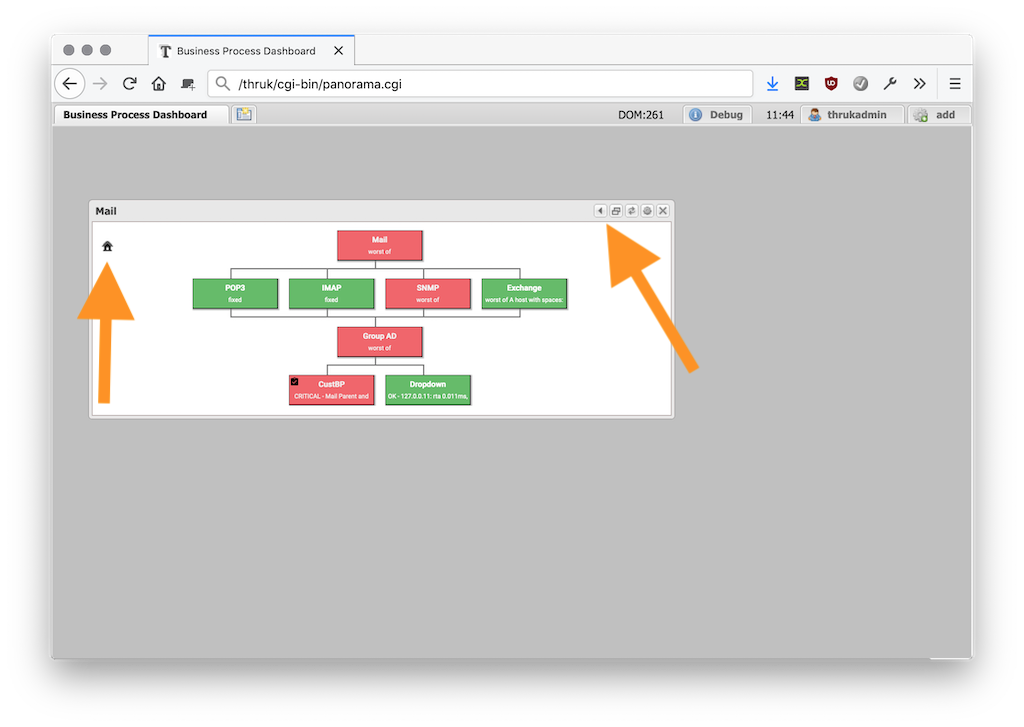 Business Process Dashboard
/thruk/cgi-bin/panorama.cgi
Business Process Dashboard
DOM:261
Debug
11:44
thrukadmin
add
Mail
Mail
worst of
POP3
fixed
IMAP
fixed
SNMP
worst of
Exchange
worst of A host with spaces:
Group AD
worst of
CustBP
CRITICAL - Mail Parent and
Dropdown
OK - 127.0.0.11: rta 0.011ms,